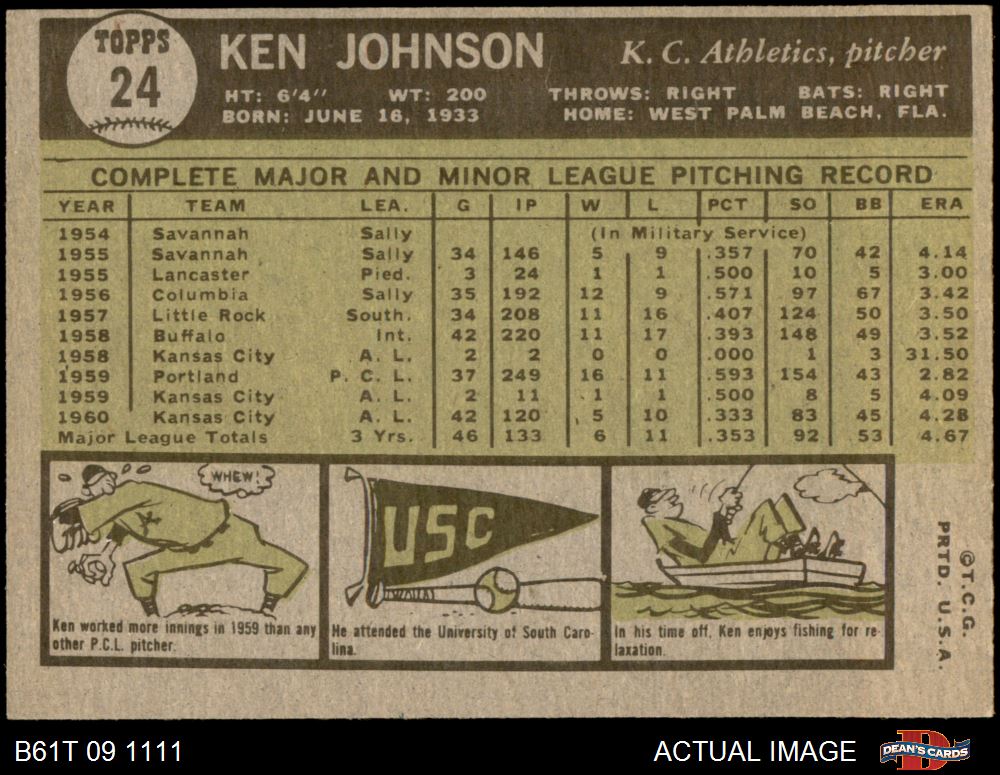 TOPPS
24
KEN JOHNSON
K. C. Athletics, pitcher
HT: 6'4" WT: 200 THROWS: RIGHT BATS: RIGHT
BORN: JUNE 16, 1933 HOME: WEST PALM BEACH, FLA.
COMPLETE MAJOR AND MINOR LEAGUE PITCHING RECORD
YEAR TEAM LEA. G IP W L PCT SO BB ERA
1954 Savannah Sally (In Military Service)
1955 Savannah Sally 34 146 5 9 .357 70 42 4.14
1955 Lancaster Pied. 3 24 1 1 .500 10 5 3.00
1956 Columbia Sally 35 192 12 9 .571 97 67 3.42
1957 Little Rock South. 34 208 11 16 .407 124 50 3.50
1958 Buffalo Int. 42 220 11 17 .393 148 49 3.52
1958 Kansas City A. L. 2 2 0 0 .000 1 3 31.50
1959 Portland P. C. L. 37 249 16 11 .593 154 43 2.82
1959 Kansas City A. L. 2 11 1 1 .500 8 5 4.09
1960 Kansas City A. L. 42 120 5 10 .333 83 45 4.28
Major League Totals 3 Yrs. 46 133 6 11 .353 92 53 4.67
WHEW!
Ken worked more innings in 1959 than any
other P.C.L. pitcher.
USC
He attended the University of South Caro-
lina.
In his time off, Ken enjoys fishing for re-
laxation.
©T.C.G.
PRTD. U.S.A.
B61T 09 1111
ACTUAL IMAGE
D
DEAN'S CARDS